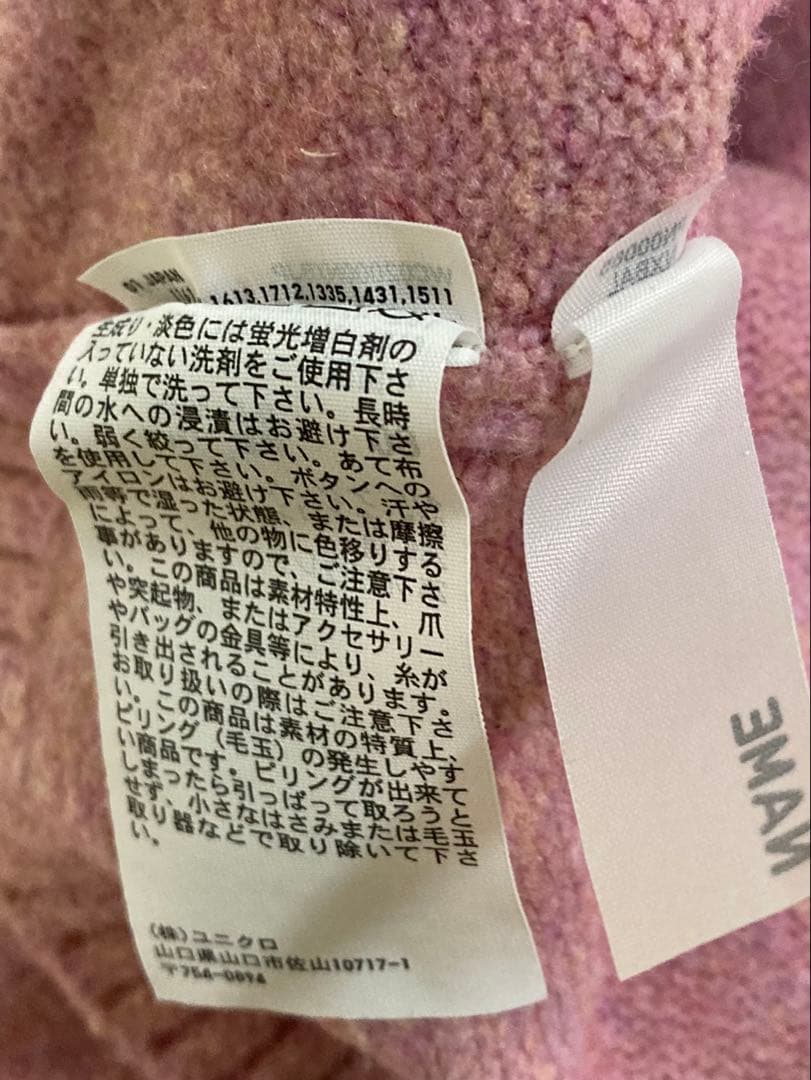 01 JAPAN
1613,1712,1335,1431,1511
生成り・淡色には蛍光増白剤の
入っていない洗剤をご使用下さ
い。単独で洗って下さい。長時
間の水への浸漬はお避け下さ
い。弱く絞って下さい。あて布
を使用して下さい。ボタンへの
アイロンはお避け下さい。汗や
雨等で湿った状態、または摩擦
によって、他の物に色移りする
事がありますので、ご注意下さ
い。この商品は素材特性上、爪
や突起物、またはアクセサリー
やバッグの金具等により、糸が
引き出されることがあります。
お取り扱いの際はご注意下さ
い。この商品は素材の特質上、
ピリング(毛玉)の発生しやす
い商品です。ピリングが出来て
しまったら引っぱって取ろうと
せず、小さなはさみまたは毛玉
取り器などで取り除いて下さ
い。
(株)ユニクロ
山口県山口市佐山10717-1
〒754-0894
NAME